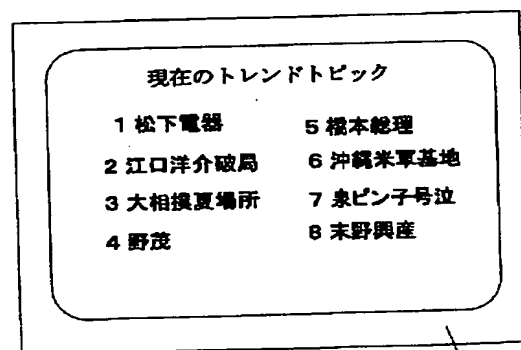 現在のトレンドトピック
1 松下電器
2 江口洋介破局
3 大相撲夏場所
4 野茂
5 橋本総理
6 沖縄米軍基地
7 泉ピン子号泣
8 末野興産